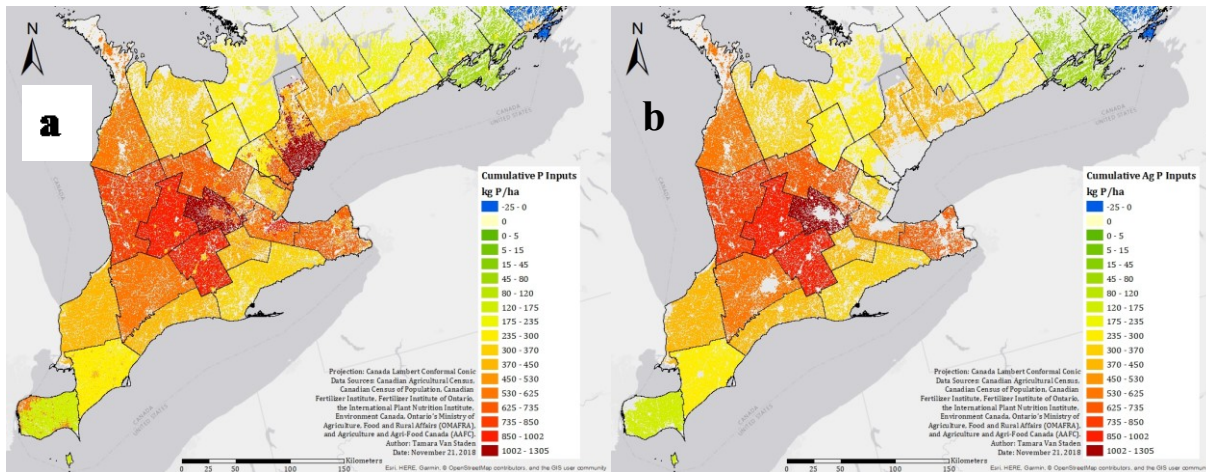 N
a
CANADA
UNITED STATES
CANADA
CANADA
UNITED STATES
Cumulative P Inputs
kg P/ha
-25 - 0
0
0 - 5
5 - 15
15 - 45
45 - 80
80 - 120
120 - 175
175 - 235
235 - 300
300 - 370
370 - 450
450 - 530
530 - 625
625 - 735
735 - 850
850 - 1002
1002 - 1305
Projection: Canada Lambert Conformal Conic
Data Sources: Canadian Agricultural Census,
Canadian Census of Population, Canadian
Fertilizer Institute, Fertilizer Institute of Ontario,
the International Plant Nutrition Institute,
Environment Canada, Ontario's Ministry of
Agriculture, Food and Rural Affairs (OMAFRA),
and Agriculture and Agri-Food Canada (AAFC).
Author: Tamara Van Staden
Date: November 21, 2018
Kilometers
0 25 50 100 150
Esri, HERE, Garmin, © OpenStreetMap contributors, and the GIS user community
N
b
CANADA
UNITED STATES
CANADA
CANADA
UNITED STATES
Cumulative Ag P Inputs
kg P/ha
-25 - 0
0
0 - 5
5 - 15
15 - 45
45 - 80
80 - 120
120 - 175
175 - 235
235 - 300
300 - 370
370 - 450
450 - 530
530 - 625
625 - 735
735 - 850
850 - 1002
1002 - 1305
Projection: Canada Lambert Conformal Conic
Data Sources: Canadian Agricultural Census,
Canadian Census of Population, Canadian
Fertilizer Institute, Fertilizer Institute of Ontario,
the International Plant Nutrition Institute,
Environment Canada, Ontario's Ministry of
Agriculture, Food and Rural Affairs (OMAFRA),
and Agriculture and Agri-Food Canada (AAFC).
Author: Tamara Van Staden
Date: November 21, 2018
Kilometers
0 25 50 100 150
Esri, HERE, Garmin, © OpenStreetMap contributors, and the GIS user community